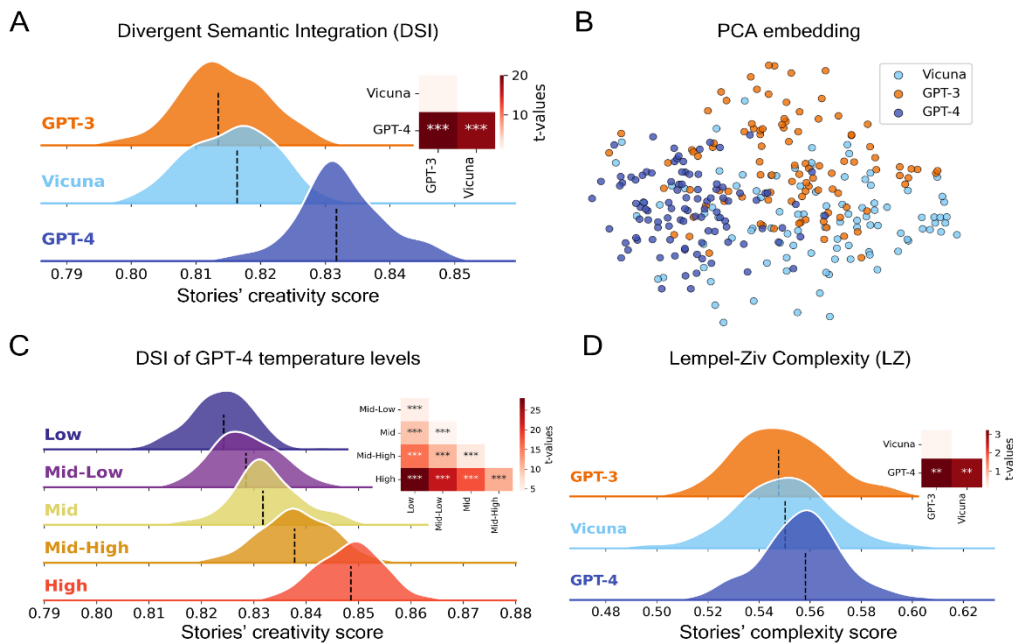 A
Divergent Semantic Integration (DSI)
GPT-3
Vicuna
GPT-4
0.79 0.80 0.81 0.82 0.83 0.84 0.85
Stories' creativity score
Vicuna
GPT-4
*** ***
GPT-3 Vicuna
20
10
t-values
B
PCA embedding
Vicuna
GPT-3
GPT-4
C
DSI of GPT-4 temperature levels
Low
Mid-Low
Mid
Mid-High
High
0.79 0.80 0.81 0.82 0.83 0.84 0.85 0.86 0.87 0.88
Stories' creativity score
Mid-Low ***
Mid *** ***
Mid-High *** *** ***
High *** *** *** ***
Low Mid-Low Mid Mid-High
25
20
15
10
5
t-values
D
Lempel-Ziv Complexity (LZ)
GPT-3
Vicuna
GPT-4
0.48 0.50 0.52 0.54 0.56 0.58 0.60 0.62
Stories' complexity score
Vicuna
GPT-4
** **
GPT-3 Vicuna
3
2
1
t-values